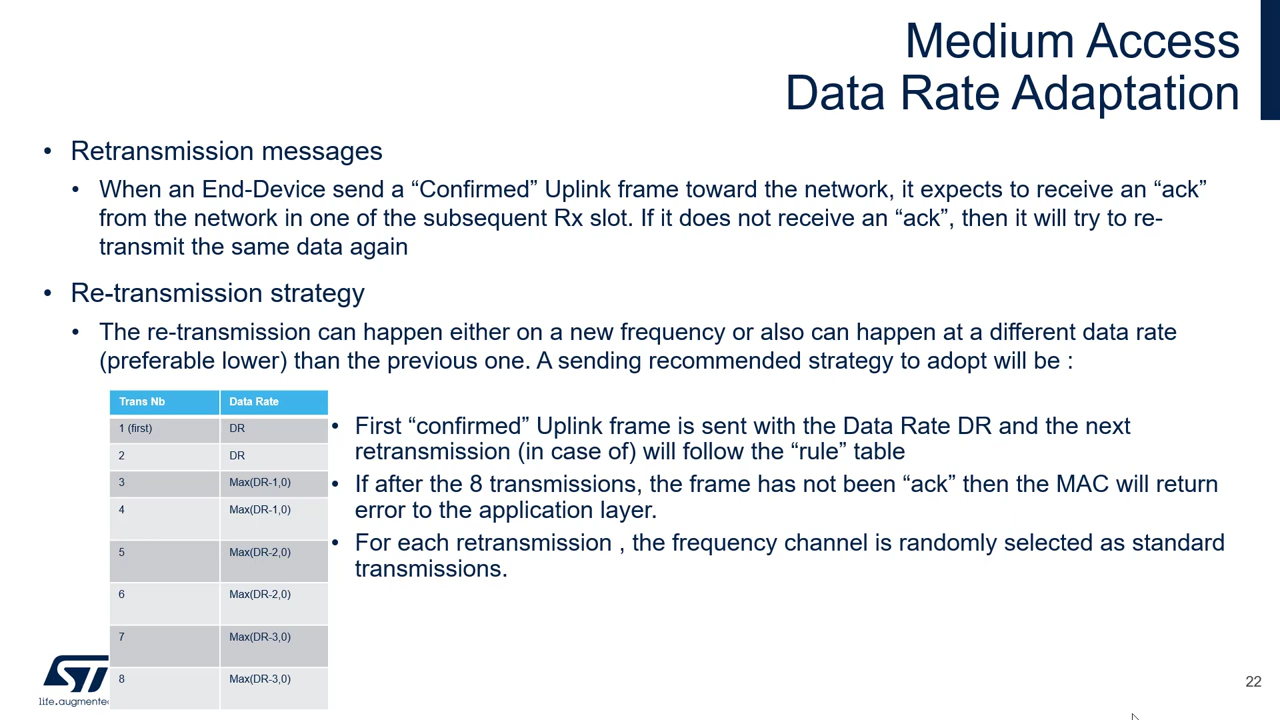 Medium Access
Data Rate Adaptation
• Retransmission messages
• When an End-Device send a “Confirmed” Uplink frame toward the network, it expects to receive an “ack”
from the network in one of the subsequent Rx slot. If it does not receive an “ack”, then it will try to re-
transmit the same data again
• Re-transmission strategy
• The re-transmission can happen either on a new frequency or also can happen at a different data rate
(preferable lower) than the previous one. A sending recommended strategy to adopt will be :
Trans Nb Data Rate
1 (first) DR
2 DR
3 Max(DR-1,0)
4 Max(DR-1,0)
5 Max(DR-2,0)
6 Max(DR-2,0)
7 Max(DR-3,0)
8 Max(DR-3,0)
• First “confirmed” Uplink frame is sent with the Data Rate DR and the next
retransmission (in case of) will follow the “rule” table
• If after the 8 transmissions, the frame has not been “ack” then the MAC will return
error to the application layer.
• For each retransmission , the frequency channel is randomly selected as standard
transmissions.
ST
life.augmente
22